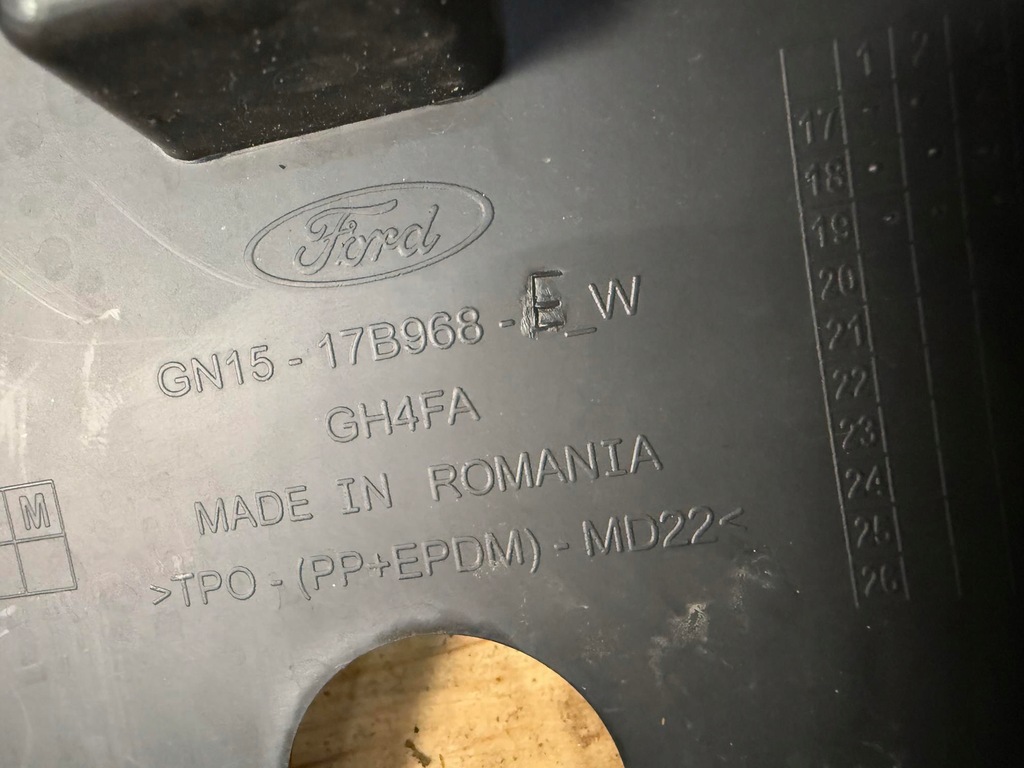 Ford
GN15 - 17B968 - E_W
GH4FA
MADE IN ROMANIA
>TPO - (PP+EPDM) - MD22<
M
1 2
17
18
19
20
21
22
23
24
25
26